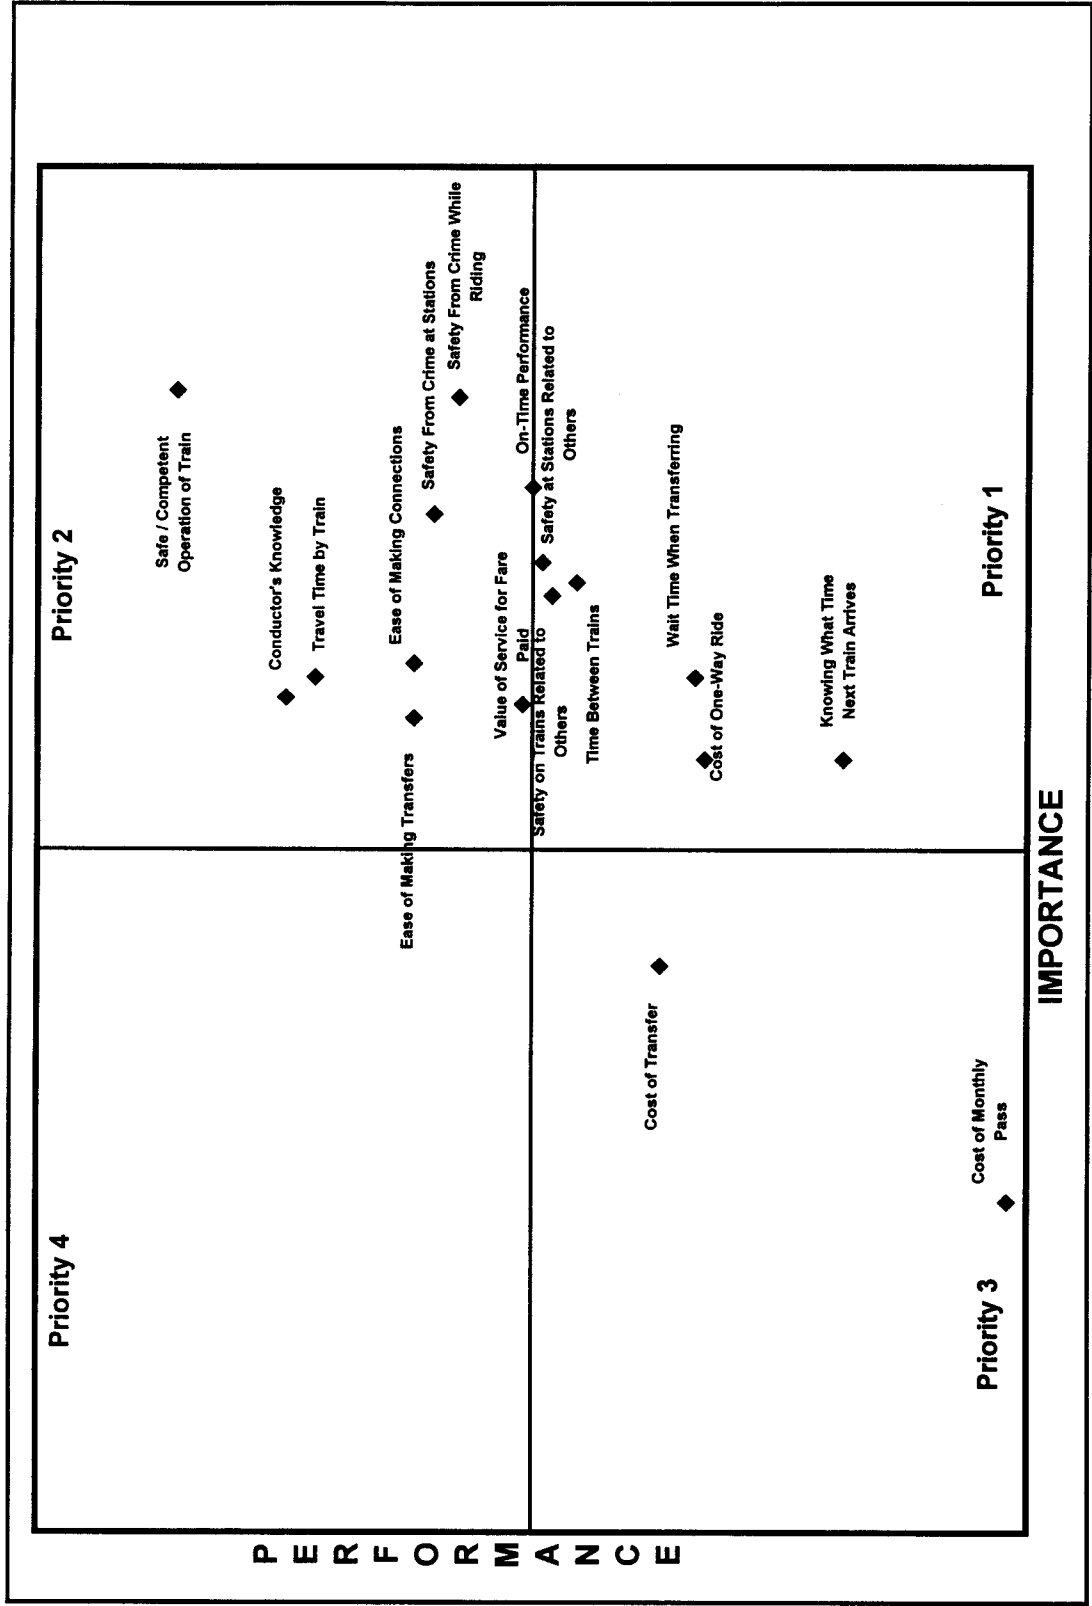 Priority 4
Priority 2
Safe / Competent
Operation of Train
Conductor's Knowledge
Travel Time by Train
Ease of Making Transfers
Ease of Making Connections
Safety From Crime at Stations
Safety From Crime While
Riding
Value of Service for Fare
Paid
On-Time Performance
Safety on Trains Related to
Others
Safety at Stations Related to
Others
Time Between Trains
Cost of Transfer
Wait Time When Transferring
Cost of One-Way Ride
Knowing What Time
Next Train Arrives
Cost of Monthly
Pass
Priority 3
Priority 1
PERFORMANCE
IMPORTANCE